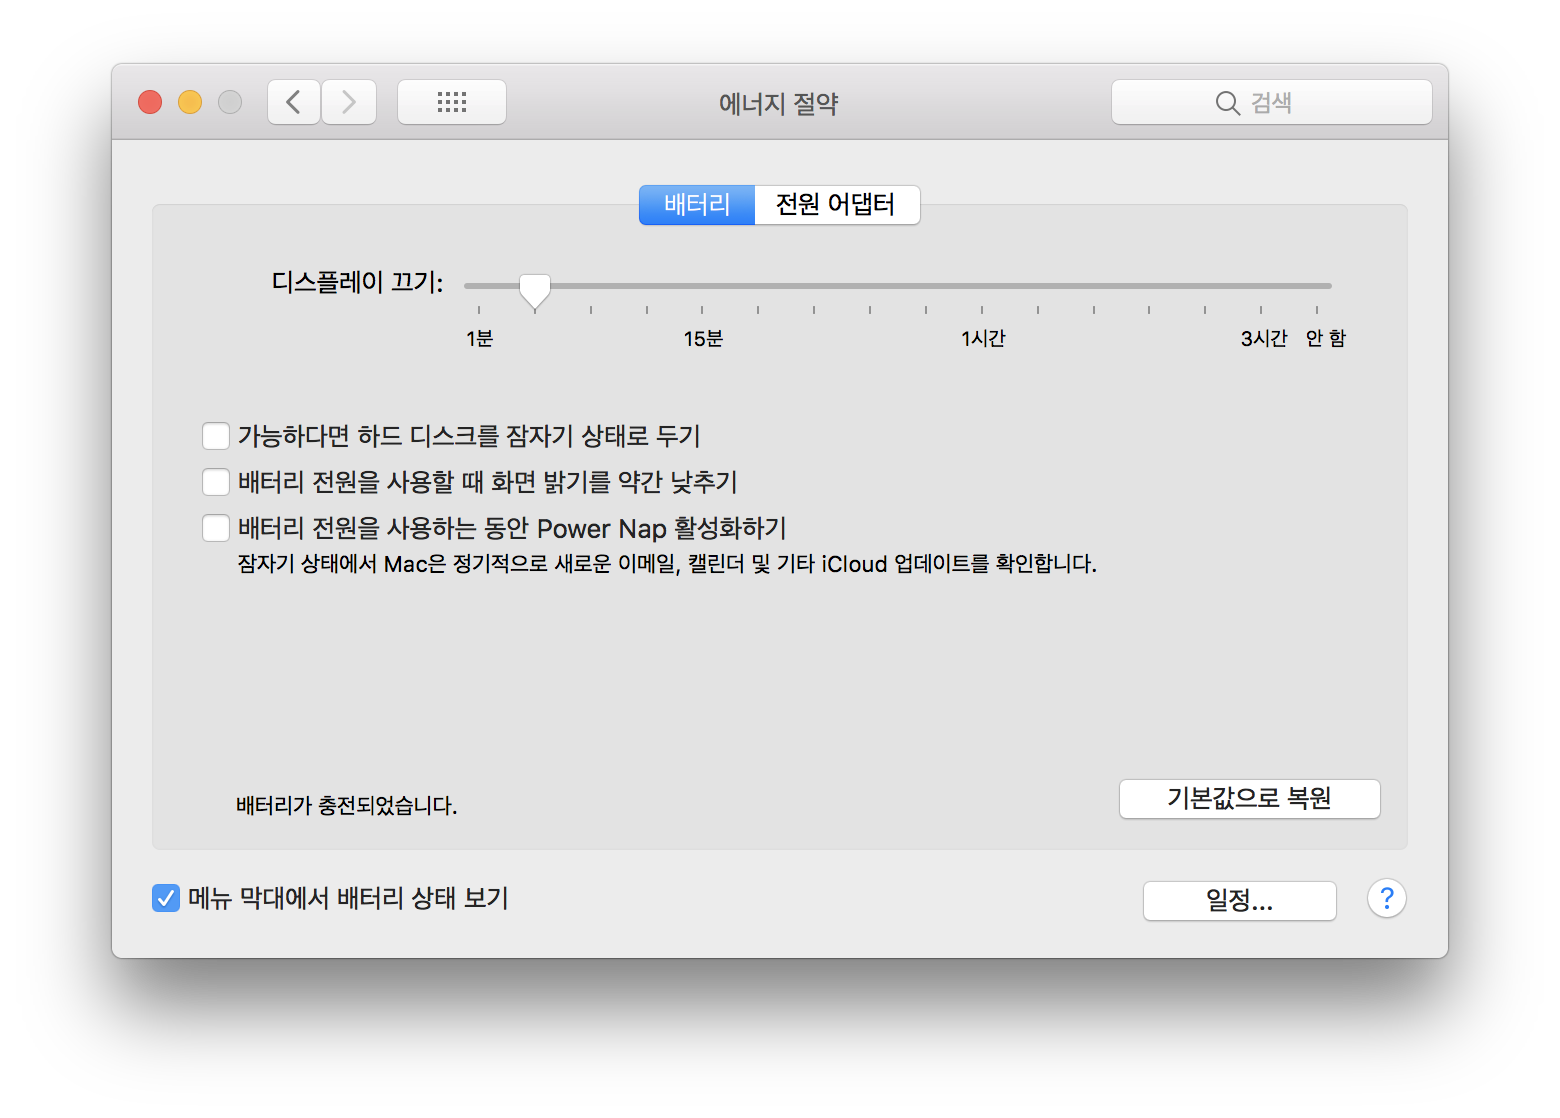 에너지 절약
검색
배터리 전원 어댑터
디스플레이 끄기:
1분 15분 1시간 3시간 안 함
가능하다면 하드 디스크를 잠자기 상태로 두기
배터리 전원을 사용할 때 화면 밝기를 약간 낮추기
배터리 전원을 사용하는 동안 Power Nap 활성화하기
잠자기 상태에서 Mac은 정기적으로 새로운 이메일, 캘린더 및 기타 iCloud 업데이트를 확인합니다.
배터리가 충전되었습니다.
기본값으로 복원
메뉴 막대에서 배터리 상태 보기
일정...
?